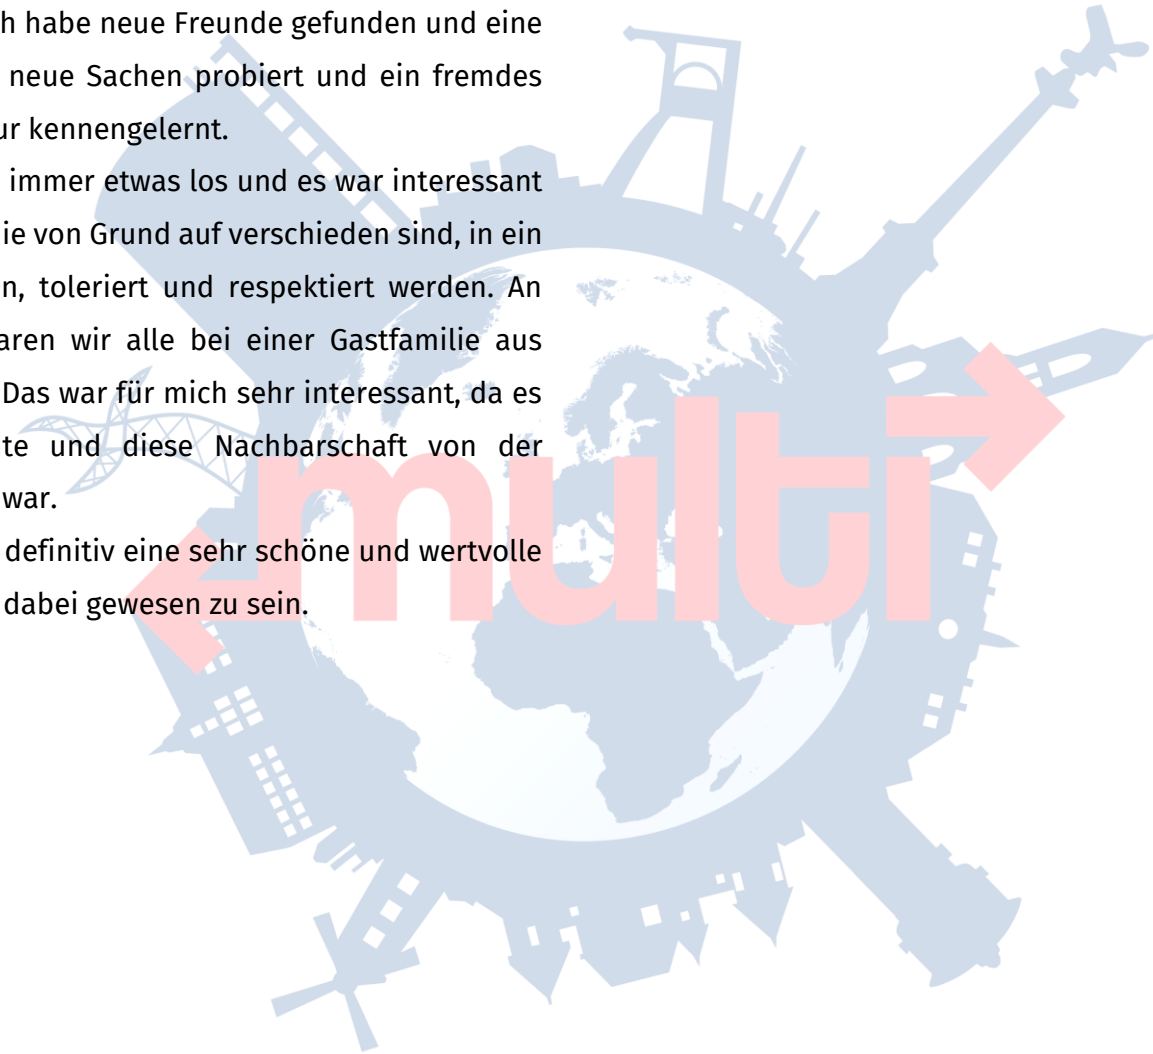 h habe neue Freunde gefunden und eine
neue Sachen probiert und ein fremdes
ur kennengelernt.
immer etwas los und es war interessant
ie von Grund auf verschieden sind, in ein
n, toleriert und respektiert werden. An
aren wir alle bei einer Gastfamilie aus
Das war für mich sehr interessant, da es
te und diese Nachbarschaft von der
war.
definitiv eine sehr schöne und wertvolle
dabei gewesen zu sein.
multi